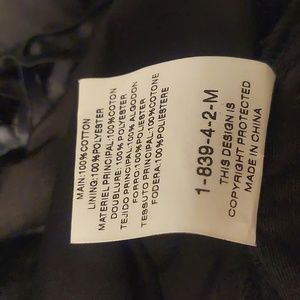 MAIN:100%COTTON
LINING:100%POLYESTER
MATERIEL PRINCIPAL:100%COTON
DOUBLURE:100% POLYESTER
TEJIDO PRINCIPAL:100%ALGODON
FORRO:100%POLYESTER
TESSUTO PRINCIPAL:100%COTONE
FODERA:100%POLIESTERE
1-839-4-2-M
THIS DESIGN IS
COPYRIGHT PROTECTED
MADE IN CHINA